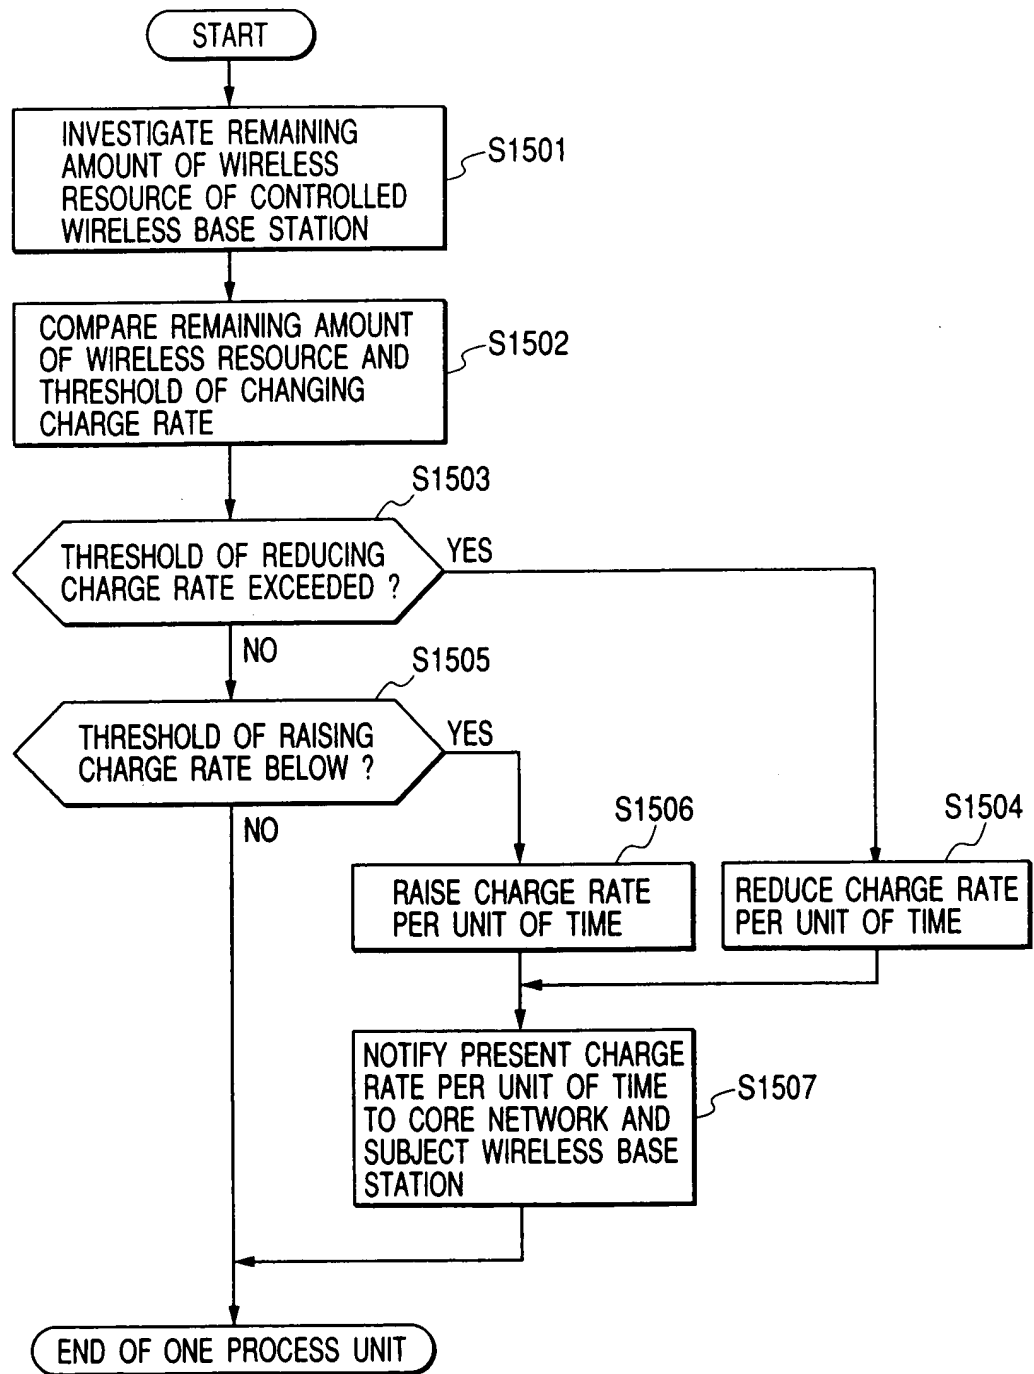 START
INVESTIGATE REMAINING
AMOUNT OF WIRELESS
RESOURCE OF CONTROLLED
WIRELESS BASE STATION
S1501
COMPARE REMAINING AMOUNT
OF WIRELESS RESOURCE AND
THRESHOLD OF CHANGING
CHARGE RATE
S1502
S1503
THRESHOLD OF REDUCING
CHARGE RATE EXCEEDED ?
YES
NO
S1505
THRESHOLD OF RAISING
CHARGE RATE BELOW ?
YES
NO
S1506
RAISE CHARGE RATE
PER UNIT OF TIME
S1504
REDUCE CHARGE RATE
PER UNIT OF TIME
NOTIFY PRESENT CHARGE
RATE PER UNIT OF TIME
TO CORE NETWORK AND
SUBJECT WIRELESS BASE
STATION
S1507
END OF ONE PROCESS UNIT